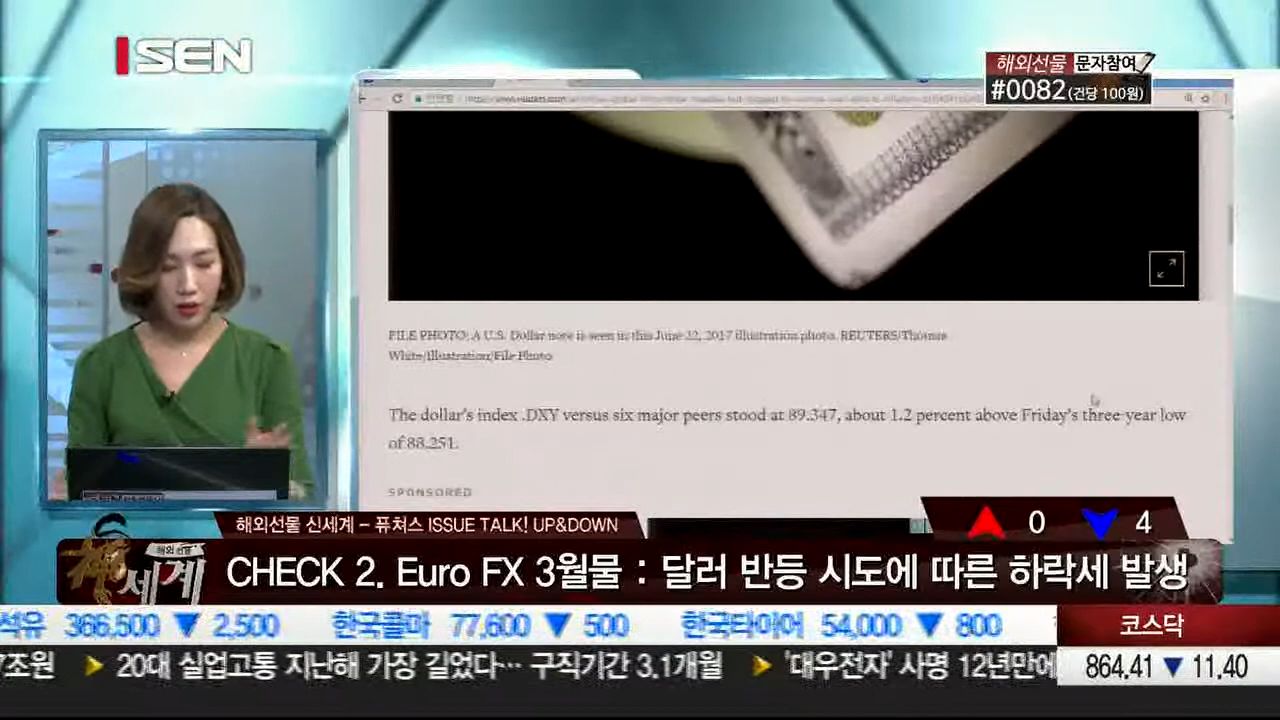 SEN
해외선물 문자참여
#0082(건당 100원)
FILE PHOTO: A U.S. Dollar note is seen in this June 22, 2017 illustration photo. REUTERS/Thomas
White/Illustration/File Photo
The dollar's index .DXY versus six major peers stood at 89.347, about 1.2 percent above Friday's three-year low
of 88.251.
SPONSORED
해외선물 신세계 – 퓨쳐스 ISSUE TALK! UP&DOWN
▲ 0 ▼ 4
해외 선물
神세계
CHECK 2. Euro FX 3월물 : 달러 반등 시도에 따른 하락세 발생
석유 366,500 ▼ 2,500 한국콜마 77,600 ▼ 500 한국타이어 54,000 ▼ 800
코스닥
7조원 ▶ 20대 실업고통 지난해 가장 길었다… 구직기간 3.1개월 ▶ '대우전자' 사명 12년만에
864.41 ▼ 11.40